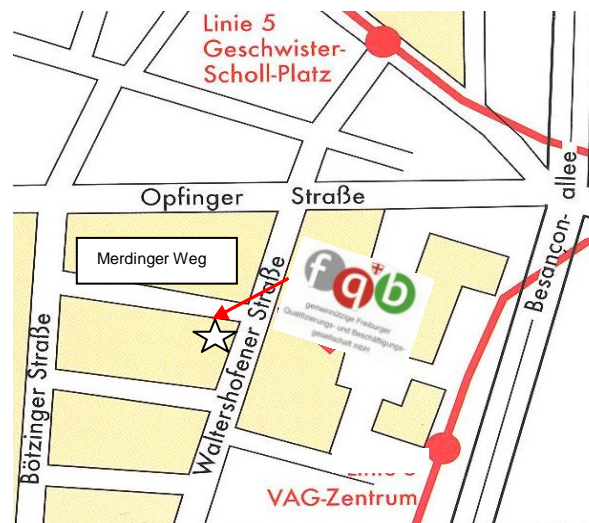 Linie 5
Geschwister-
Scholl-Platz
Opfinger Straße
allee
Besançon-
Merdinger Weg
fqb
gemeinnützige Freiburger
Qualifizierungs- und Beschäftigungs-
gesellschaft mbH
Waltershofener Straße
Bötzinger Straße
VAG-Zentrum